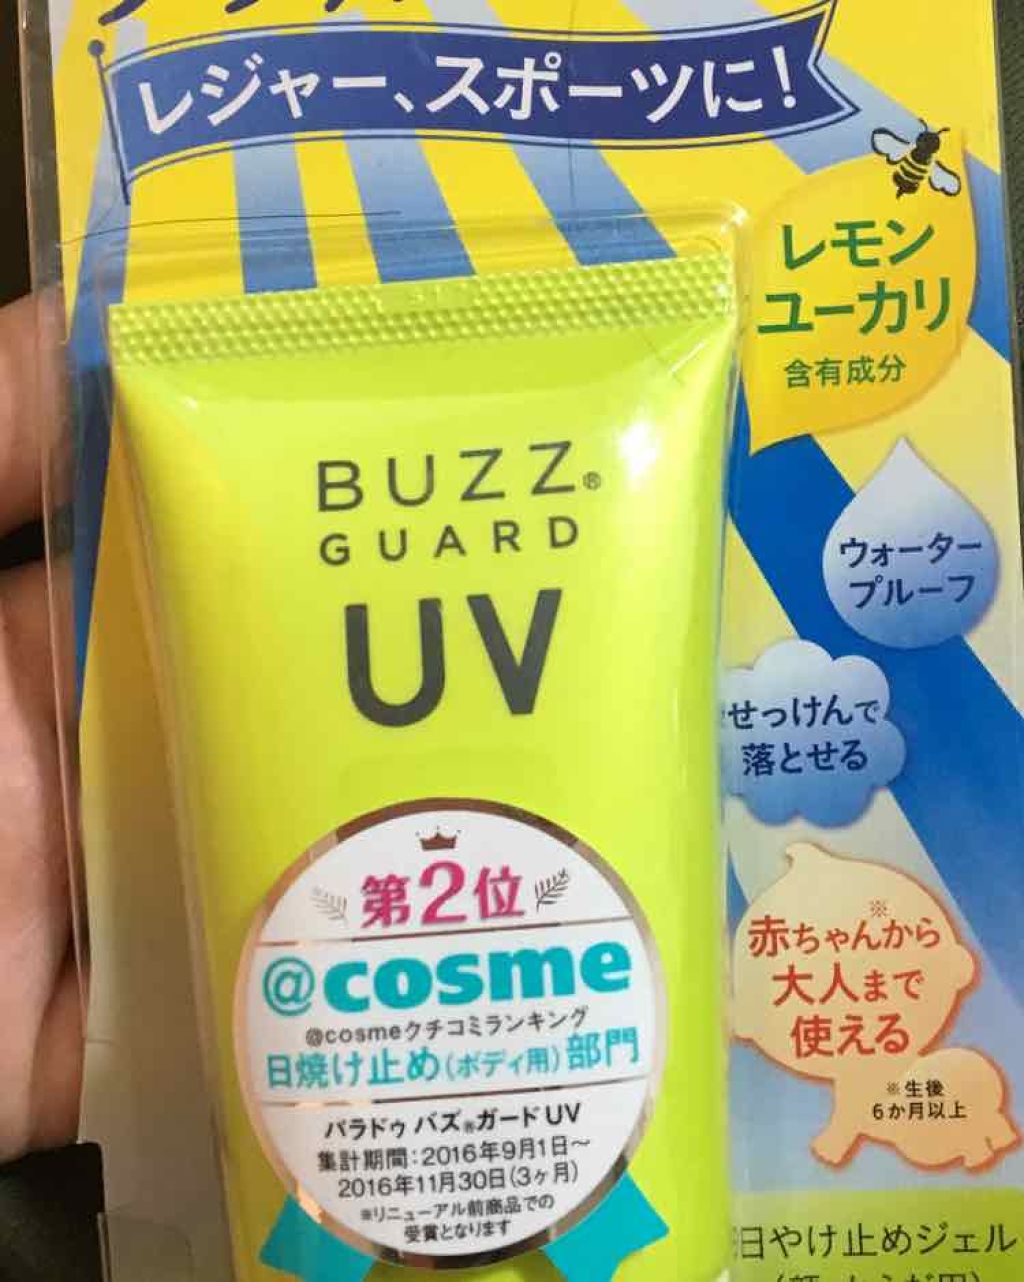 レジャー、スポーツに!
レモン
ユーカリ
含有成分
BUZZ®
GUARD
UV
ウォーター
プルーフ
せっけんで
落とせる
第2位
@cosme
@cosmeクチコミランキング
日焼け止め(ボディ用)部門
パラドゥ バズ®ガード UV
集計期間:2016年9月1日〜
2016年11月30日(3ヶ月)
※リニューアル前商品での
受賞となります
※
赤ちゃんから
大人まで
使える
※生後
6か月以上
日やけ止めジェル